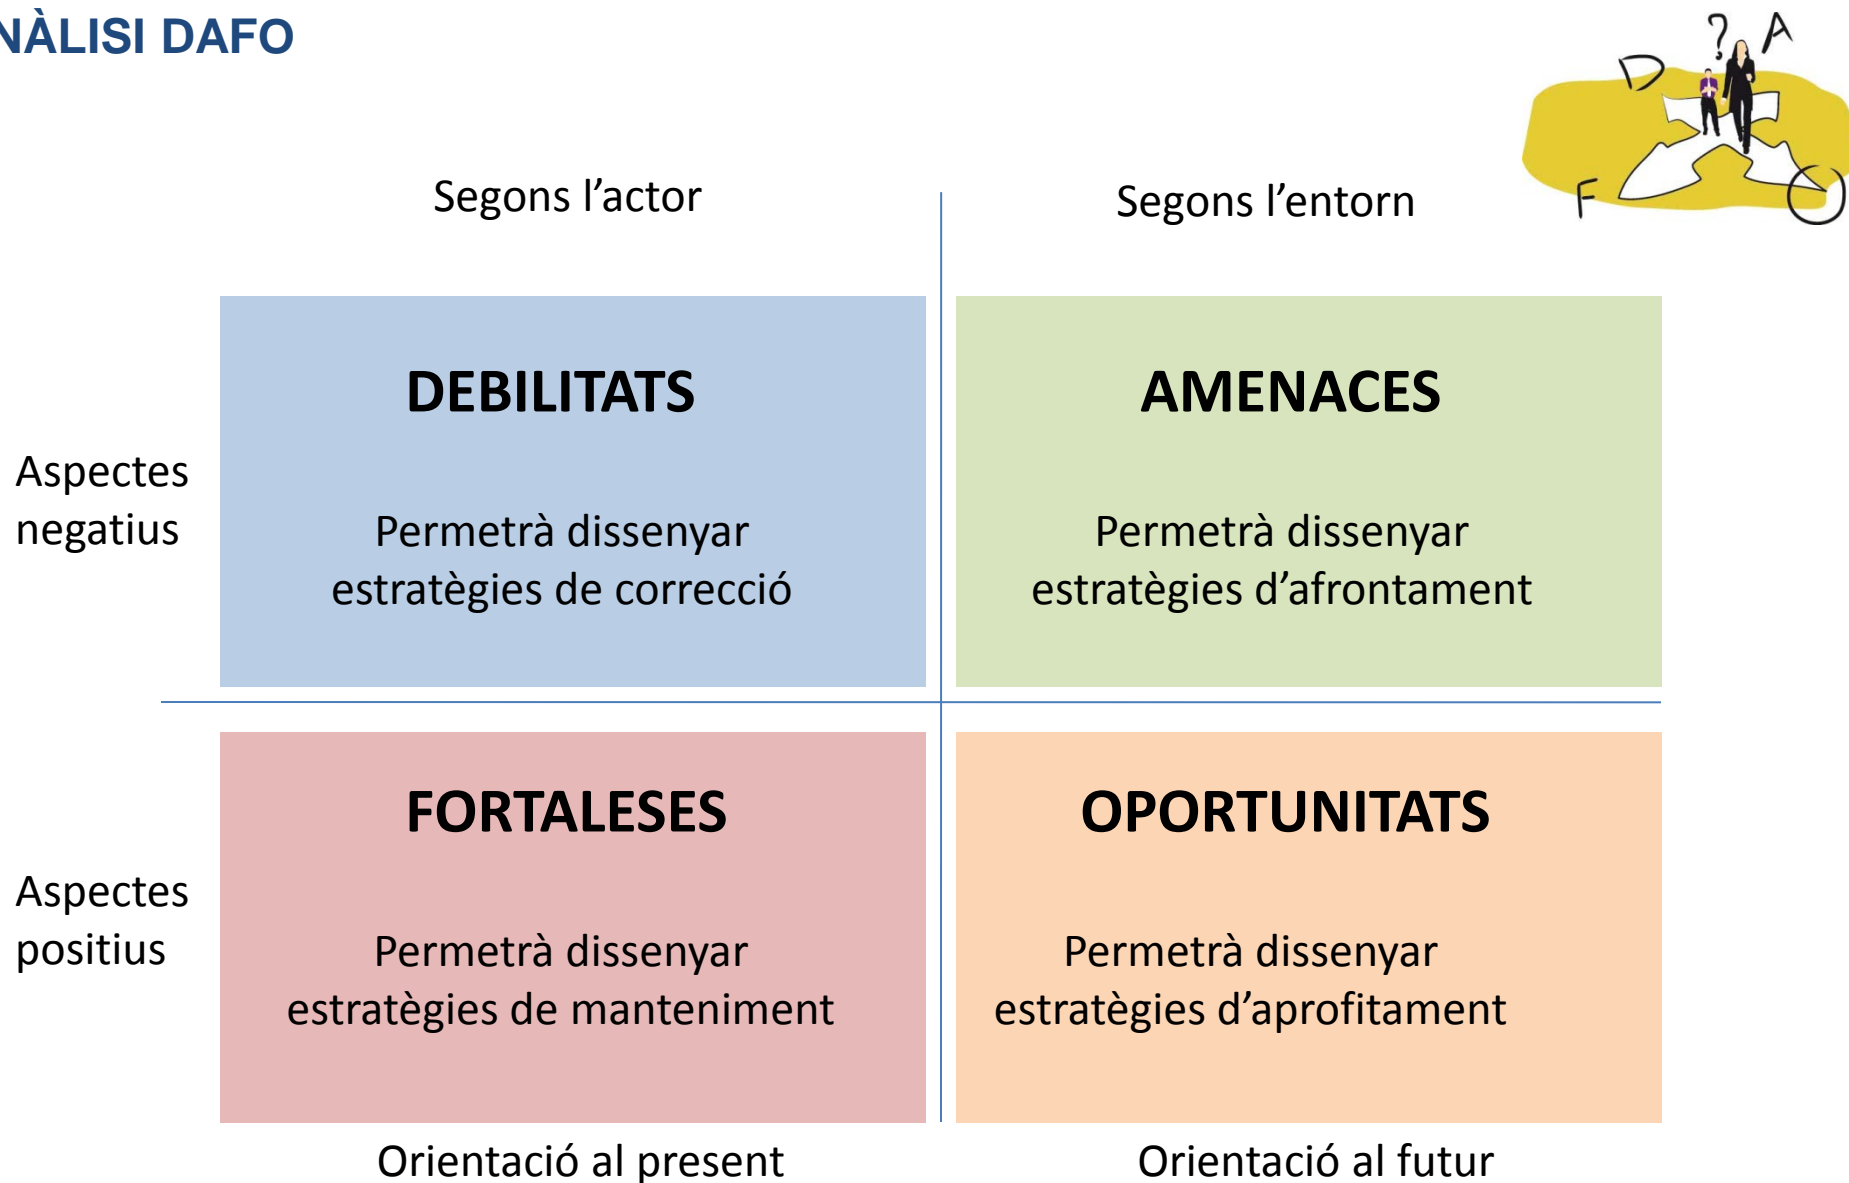 NÀLISI DAFO
D ? A
F O
Segons l’actor
Segons l’entorn
Aspectes
negatius
DEBILITATS
Permetrà dissenyar
estratègies de correcció
AMENACES
Permetrà dissenyar
estratègies d’afrontament
Aspectes
positius
FORTALESES
Permetrà dissenyar
estratègies de manteniment
OPORTUNITATS
Permetrà dissenyar
estratègies d’aprofitament
Orientació al present
Orientació al futur